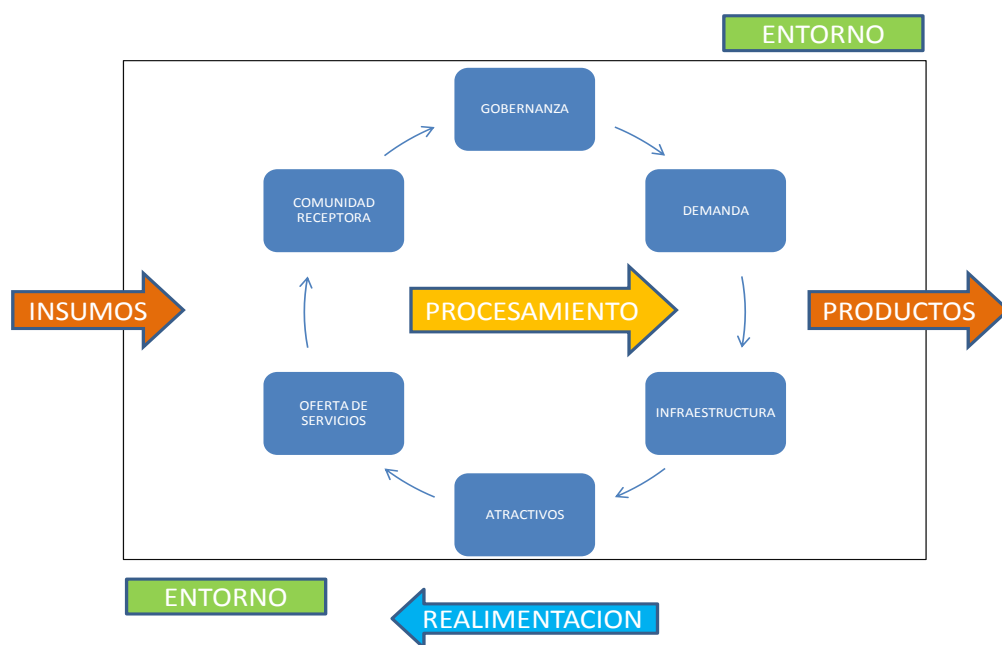 ENTORNO
GOBERNANZA
COMUNIDAD
RECEPTORA
DEMANDA
INSUMOS
PROCESAMIENTO
PRODUCTOS
OFERTA DE
SERVICIOS
INFRAESTRUCTURA
ATRACTIVOS
ENTORNO
REALIMENTACION